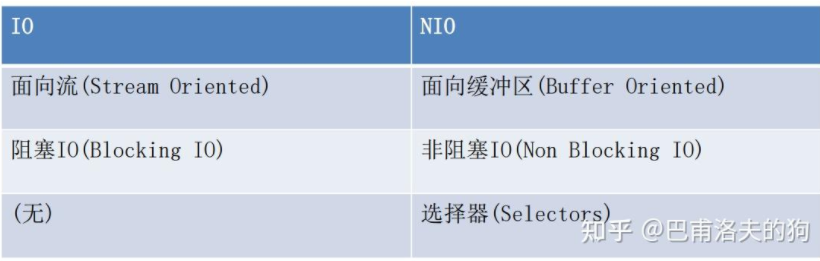 IO
NIO
面向流(Stream Oriented)
面向缓冲区(Buffer Oriented)
阻塞IO(Blocking IO)
非阻塞IO(Non Blocking IO)
(无)
选择器(Selectors)
知乎 @巴甫洛夫的狗